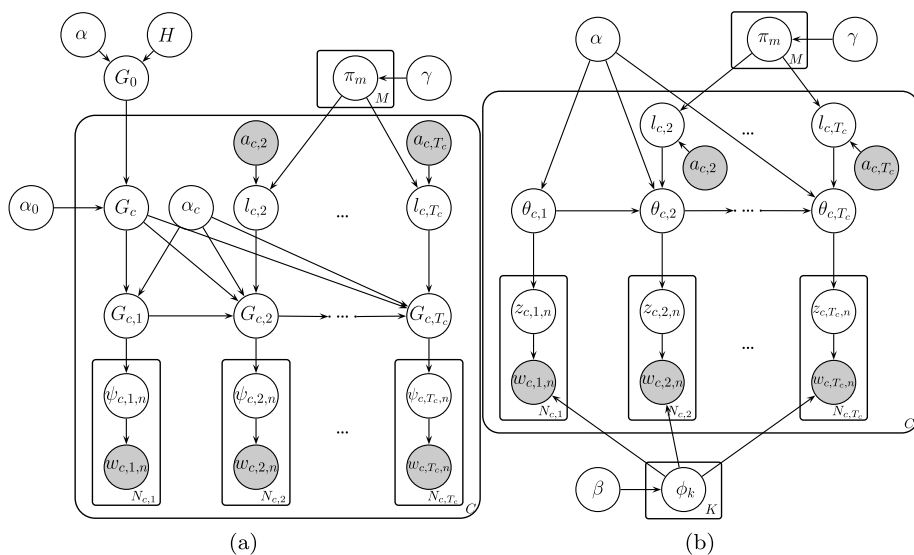 α
H
G_0
π_m
γ
M
a_{c,2}
a_{c,T_c}
α_0
G_c
α_c
l_{c,2}
...
l_{c,T_c}
G_{c,1}
G_{c,2}
...
G_{c,T_c}
ψ_{c,1,n}
ψ_{c,2,n}
ψ_{c,T_c,n}
...
w_{c,1,n}
w_{c,2,n}
w_{c,T_c,n}
N_{c,1}
N_{c,2}
N_{c,T_c}
C
(a)
α
π_m
γ
M
l_{c,2}
...
l_{c,T_c}
a_{c,2}
a_{c,T_c}
θ_{c,1}
θ_{c,2}
...
θ_{c,T_c}
z_{c,1,n}
z_{c,2,n}
z_{c,T_c,n}
...
w_{c,1,n}
w_{c,2,n}
w_{c,T_c,n}
N_{c,1}
N_{c,2}
N_{c,T_c}
C
β
φ_k
K
(b)